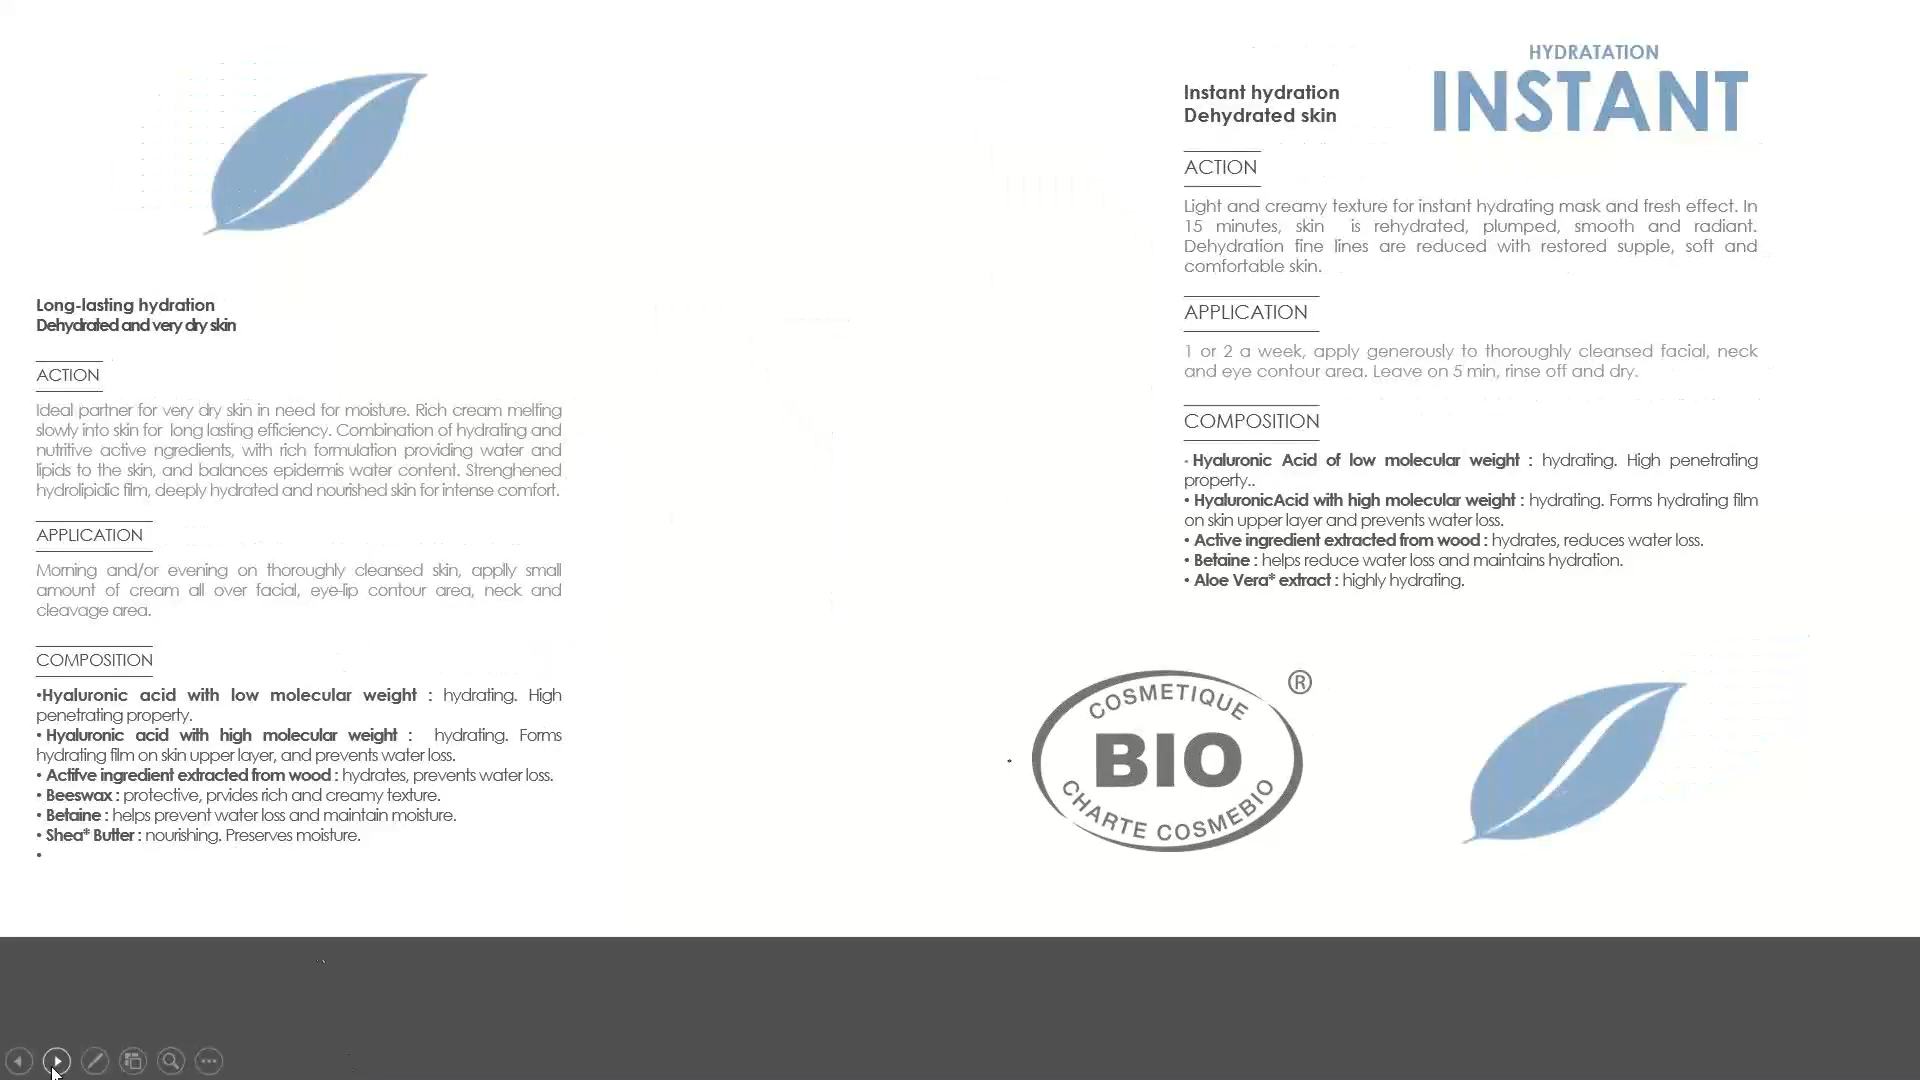 Long-lasting hydration
Dehydrated and very dry skin
ACTION
Ideal partner for very dry skin in need for moisture. Rich cream melting
slowly into skin for long lasting efficiency. Combination of hydrating and
nutritive active ngredients, with rich formulation providing water and
lipids to the skin, and balances epidermis water content. Strenghened
hydrolipidic film, deeply hydrated and nourished skin for intense comfort.
APPLICATION
Morning and/or evening on thoroughly cleansed skin, applly small
amount of cream all over facial, eye-lip contour area, neck and
cleavage area.
COMPOSITION
•Hyaluronic acid with low molecular weight : hydrating. High
penetrating property.
• Hyaluronic acid with high molecular weight : hydrating. Forms
hydrating film on skin upper layer, and prevents water loss.
• Actifve ingredient extracted from wood : hydrates, prevents water loss.
• Beeswax : protective, prvides rich and creamy texture.
• Betaine : helps prevent water loss and maintain moisture.
• Shea* Butter : nourishing. Preserves moisture.
•
HYDRATATION
INSTANT
Instant hydration
Dehydrated skin
ACTION
Light and creamy texture for instant hydrating mask and fresh effect. In
15 minutes, skin is rehydrated, plumped, smooth and radiant.
Dehydration fine lines are reduced with restored supple, soft and
comfortable skin.
APPLICATION
1 or 2 a week, apply generously to thoroughly cleansed facial, neck
and eye contour area. Leave on 5 min, rinse off and dry.
COMPOSITION
• Hyaluronic Acid of low molecular weight : hydrating. High penetrating
property..
• HyaluronicAcid with high molecular weight : hydrating. Forms hydrating film
on skin upper layer and prevents water loss.
• Active ingredient extracted from wood : hydrates, reduces water loss.
• Betaine : helps reduce water loss and maintains hydration.
• Aloe Vera* extract : highly hydrating.
COSMETIQUE
BIO
CHARTE COSMEBIO
®